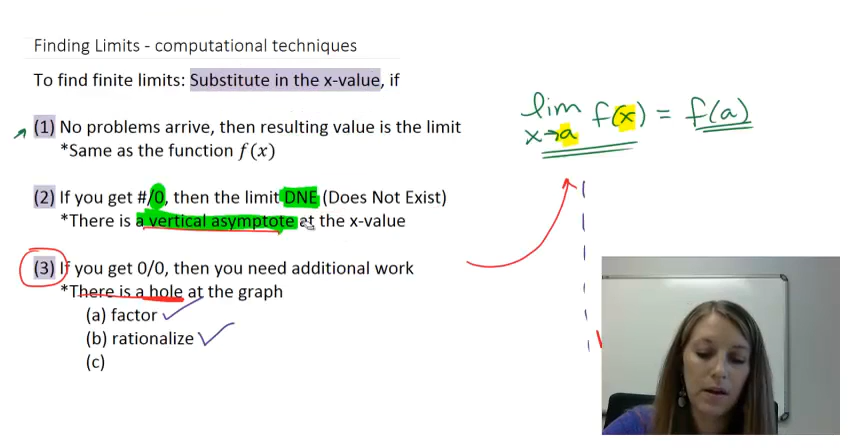 Finding Limits - computational techniques
To find finite limits: Substitute in the x-value, if
(1) No problems arrive, then resulting value is the limit
*Same as the function f(x)
(2) If you get #/0, then the limit DNE (Does Not Exist)
*There is a vertical asymptote at the x-value
(3) If you get 0/0, then you need additional work
*There is a hole at the graph
(a) factor
(b) rationalize
(c)
lim f(x) = f(a)
x→a